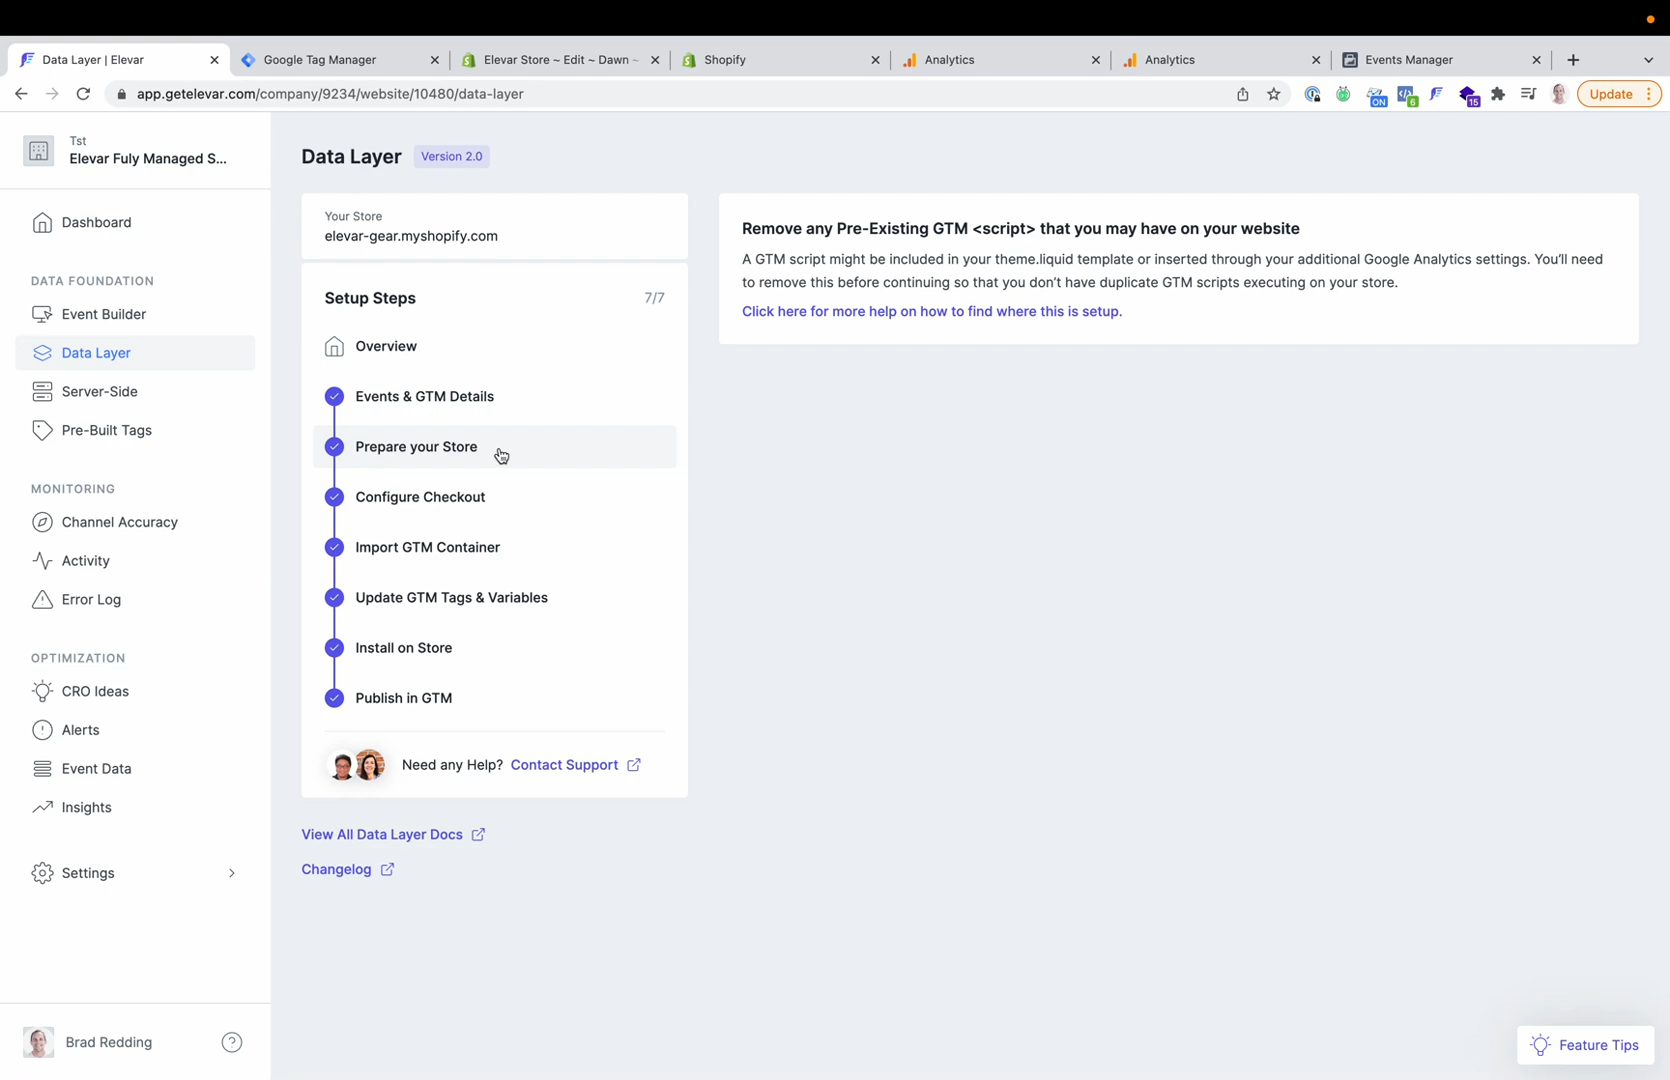 Data Layer | Elevar
Google Tag Manager
Elevar Store ~ Edit ~ Dawn ~
Shopify
Analytics
Analytics
Events Manager
app.getelevar.com/company/9234/website/10480/data-layer
ON
6
15
Update
Tst
Elevar Fuly Managed S...
Dashboard
DATA FOUNDATION
Event Builder
Data Layer
Server-Side
Pre-Built Tags
MONITORING
Channel Accuracy
Activity
Error Log
OPTIMIZATION
CRO Ideas
Alerts
Event Data
Insights
Settings
Brad Redding
Data Layer
Version 2.0
Your Store
elevar-gear.myshopify.com
Setup Steps
7/7
Overview
Events & GTM Details
Prepare your Store
Configure Checkout
Import GTM Container
Update GTM Tags & Variables
Install on Store
Publish in GTM
Need any Help? Contact Support
View All Data Layer Docs
Changelog
Remove any Pre-Existing GTM <script> that you may have on your website
A GTM script might be included in your theme.liquid template or inserted through your additional Google Analytics settings. You'll need
to remove this before continuing so that you don't have duplicate GTM scripts executing on your store.
Click here for more help on how to find where this is setup.
Feature Tips